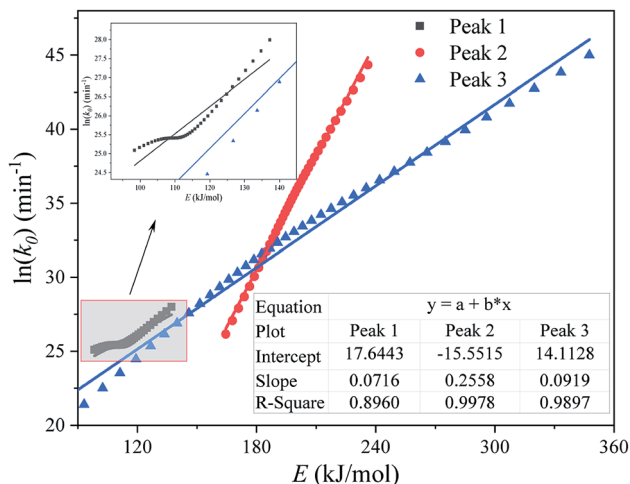 28.0
27.5
27.0
26.5
26.0
25.5
25.0
24.5
ln(k0) (min-1)
100
110
120
130
140
E (kJ/mol)
Peak 1
Peak 2
Peak 3
45
40
35
30
25
20
ln(k0) (min-1)
Equation y = a + b*x
Plot Peak 1 Peak 2 Peak 3
Intercept 17.6443 -15.5515 14.1128
Slope 0.0716 0.2558 0.0919
R-Square 0.8960 0.9978 0.9897
120 180 240 300 360
E (kJ/mol)